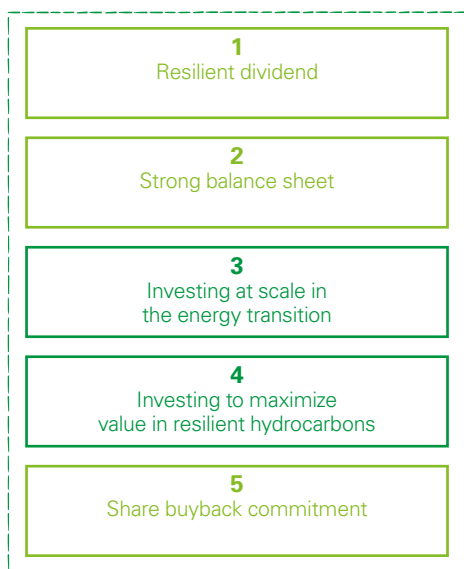 1
Resilient dividend
2
Strong balance sheet
3
Investing at scale in
the energy transition
4
Investing to maximize
value in resilient hydrocarbons
5
Share buyback commitment